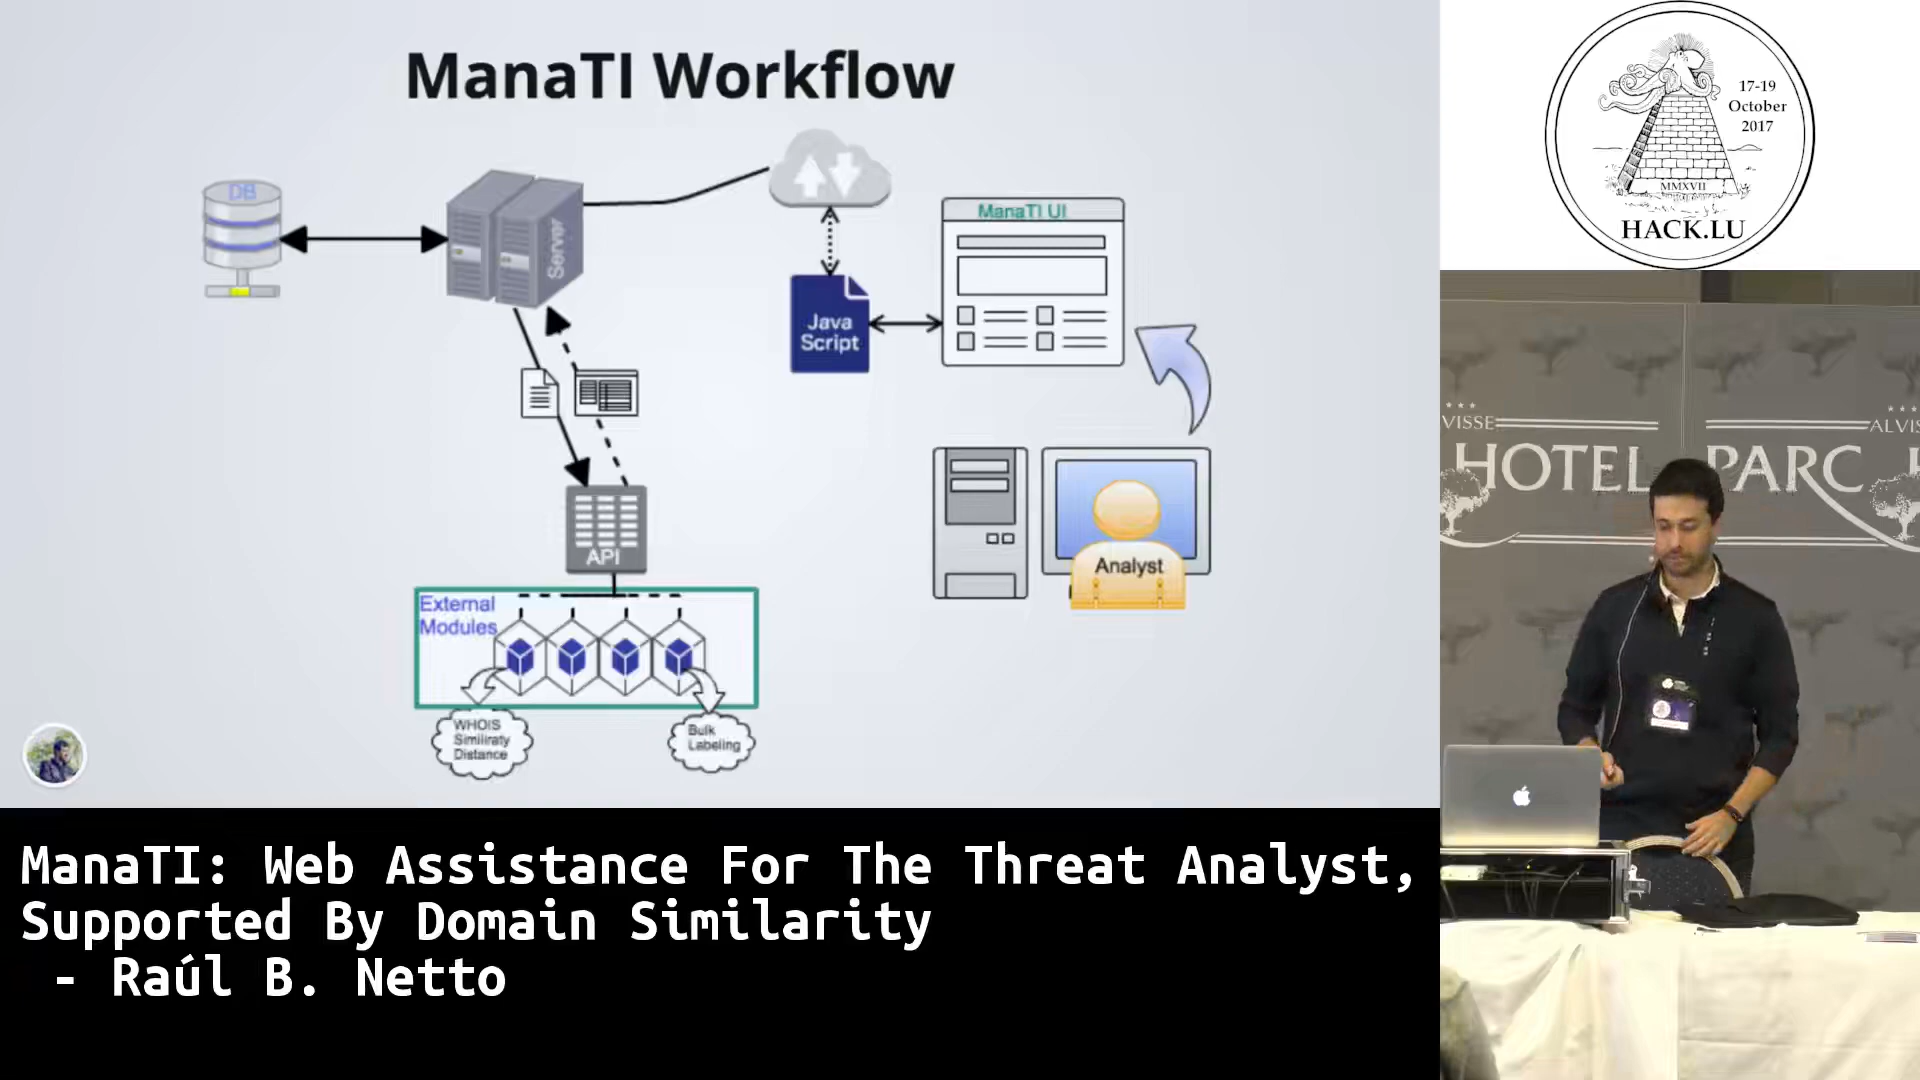 ManaTI Workflow
DB
Server
ManaTI UI
Java
Script
Analyst
API
External
Modules
WHOIS
Similiraty
Distance
Bulk
Labeling
17-19
October
2017
MMXVII
HACK.LU
VISSE
ALVIS
HOTEL PARC
ManaTI: Web Assistance For The Threat Analyst,
Supported By Domain Similarity
- Raúl B. Netto